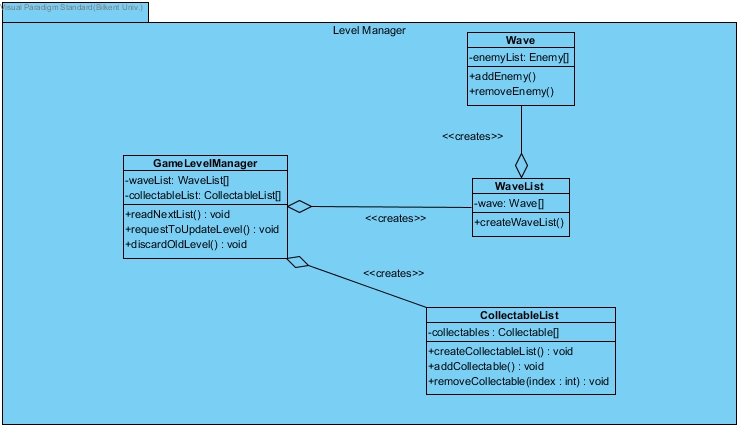 Visual Paradigm Standard(Bilkent Univ.)
Level Manager
Wave
-enemyList: Enemy[]
+addEnemy()
+removeEnemy()
<<creates>>
GameLevelManager
-waveList: WaveList[]
-collectableList: CollectableList[]
+readNextList() : void
+requestToUpdateLevel() : void
+discardOldLevel() : void
WaveList
-wave: Wave[]
+createWaveList()
<<creates>>
<<creates>>
CollectableList
-collectables : Collectable[]
+createCollectableList() : void
+addCollectable() : void
+removeCollectable(index : int) : void